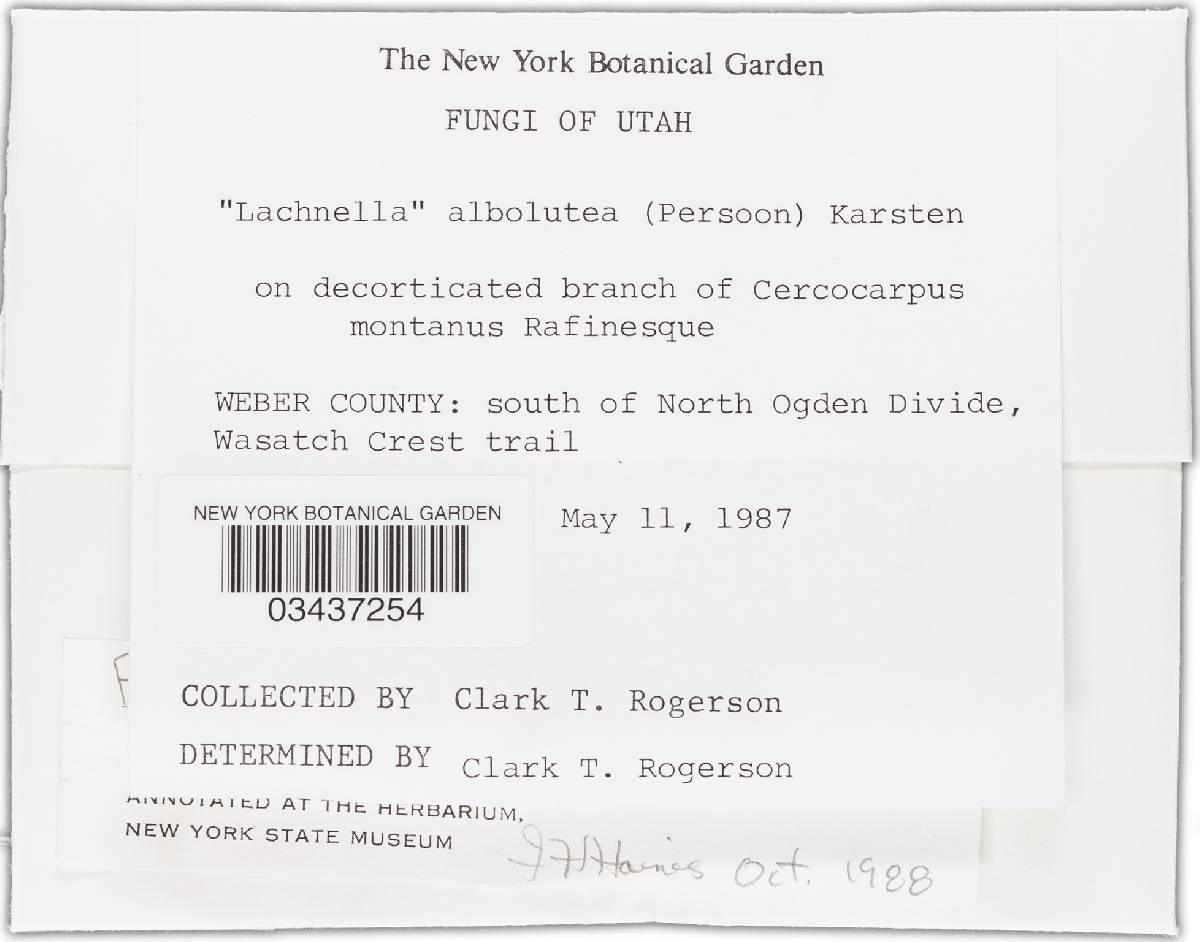 The New York Botanical Garden
FUNGI OF UTAH
"Lachnella" albolutea (Persoon) Karsten
on decorticated branch of Cercocarpus
montanus Rafinesque
WEBER COUNTY: south of North Ogden Divide,
Wasatch Crest trail
NEW YORK BOTANICAL GARDEN
03437254
May 11, 1987
COLLECTED BY Clark T. Rogerson
DETERMINED BY Clark T. Rogerson
ANNOTATED AT THE HERBARIUM,
NEW YORK STATE MUSEUM
Haines Oct. 1988